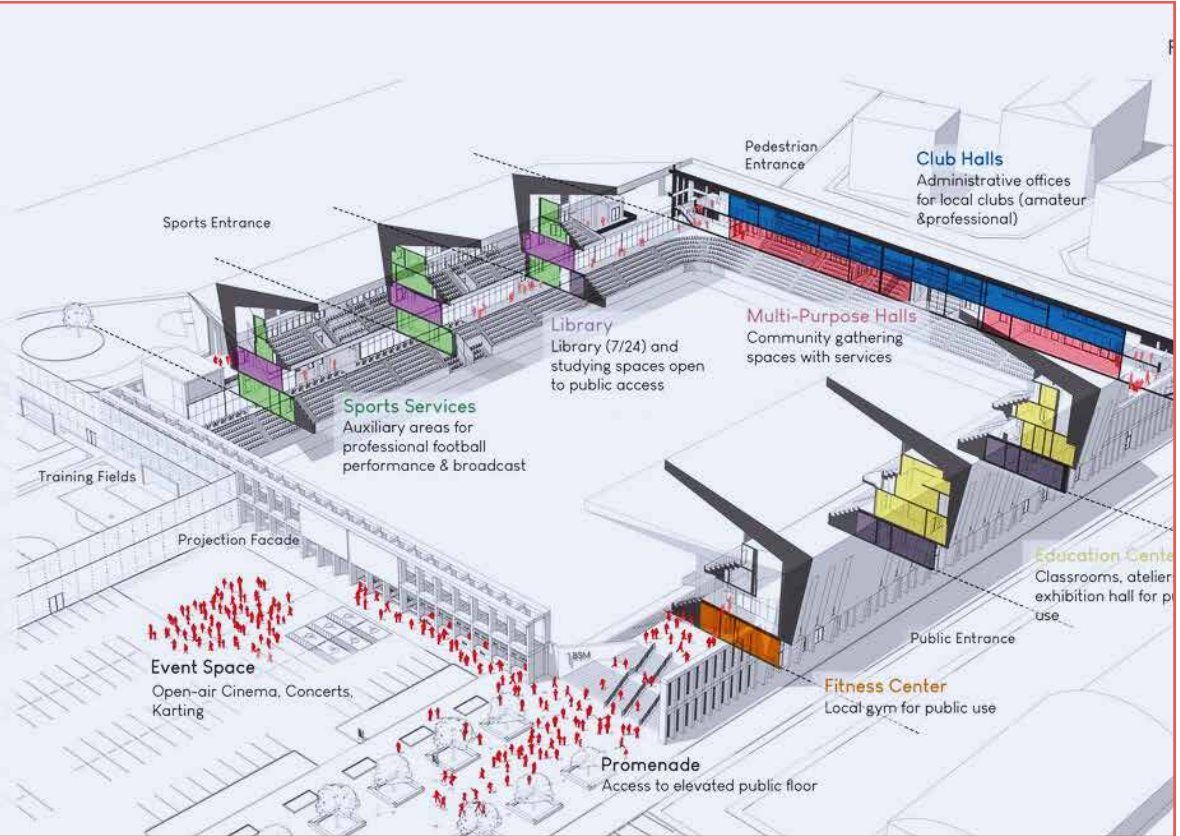 Pedestrian
Entrance
Club Halls
Administrative offices
for local clubs (amateur
&professional)
Sports Entrance
Library
Library (7/24) and
studying spaces open
to public access
Multi-Purpose Halls
Community gathering
spaces with services
Sports Services
Auxiliary areas for
professional football
performance & broadcast
Training Fields
Projection Facade
Education Cente
Classrooms, atelier
exhibition hall for pu
use
Public Entrance
Event Space
Open-air Cinema, Concerts,
Karting
Fitness Center
Local gym for public use
Promenade
Access to elevated public floor